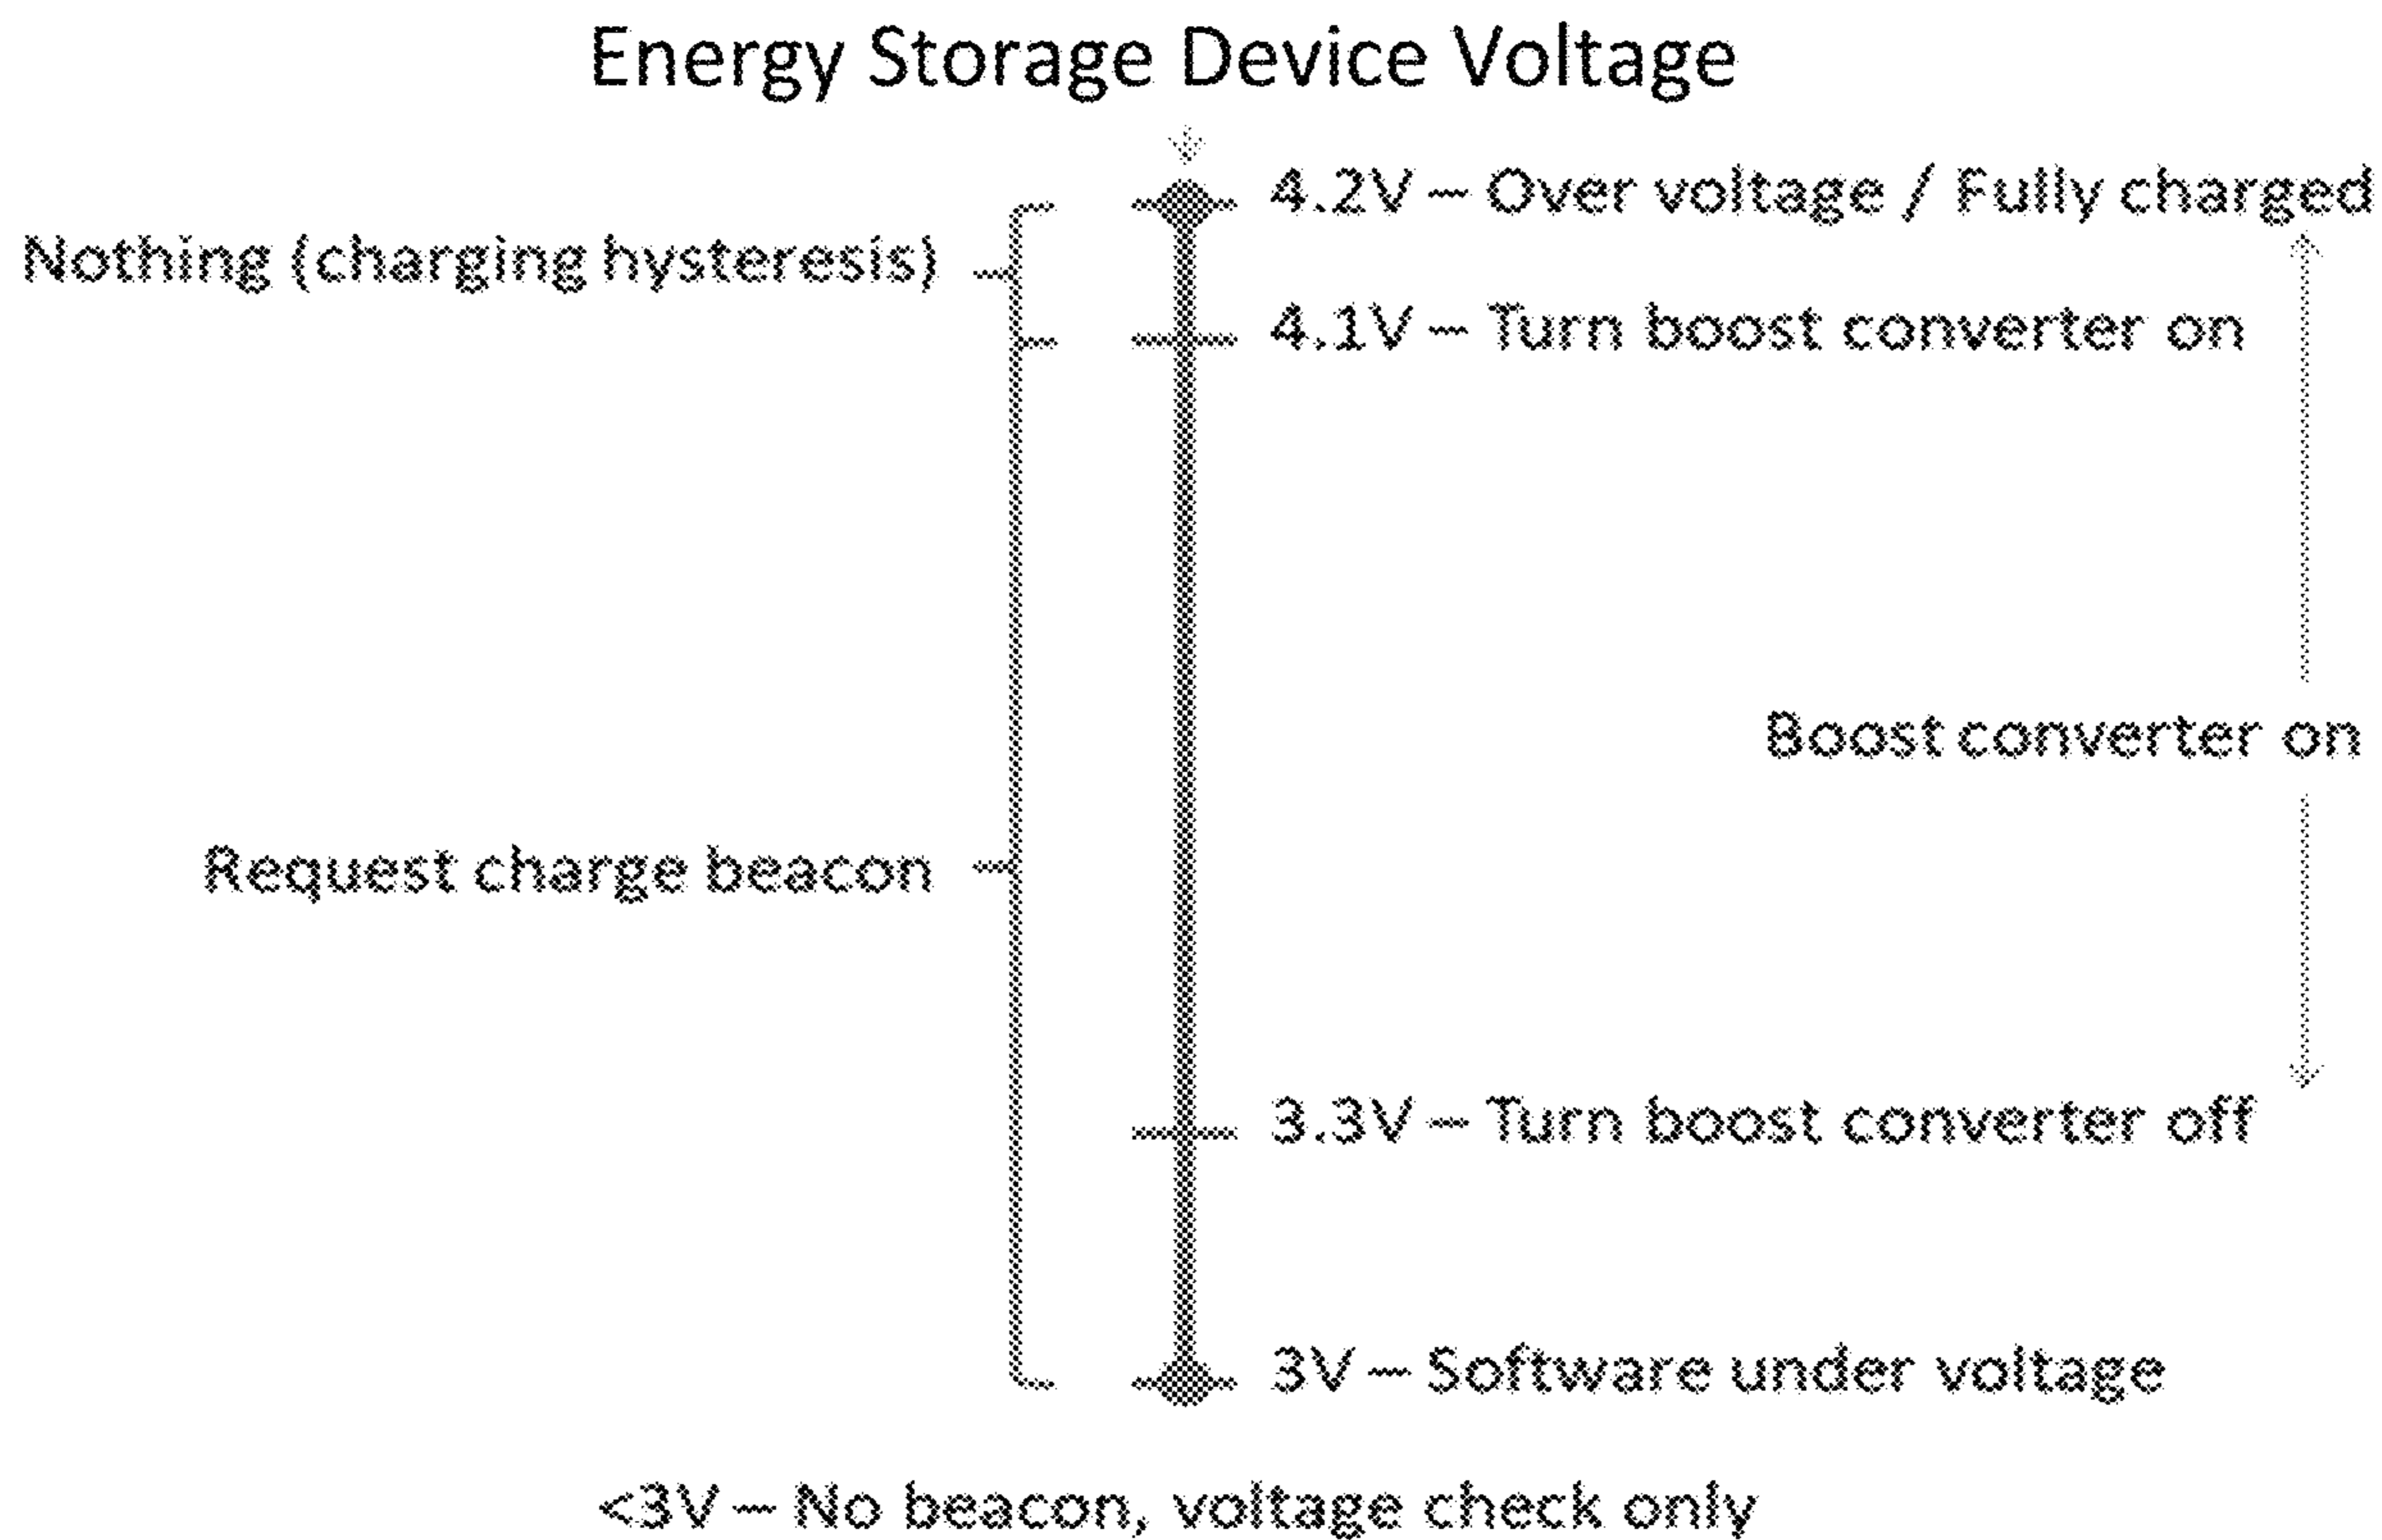 Energy Storage Device Voltage
4.2V – Over voltage / Fully charged
Nothing (charging hysteresis)
4.1V – Turn boost converter on
Boost converter on
Request charge beacon
3.3V – Turn boost converter off
3V – Software under voltage
<3V – No beacon, voltage check only